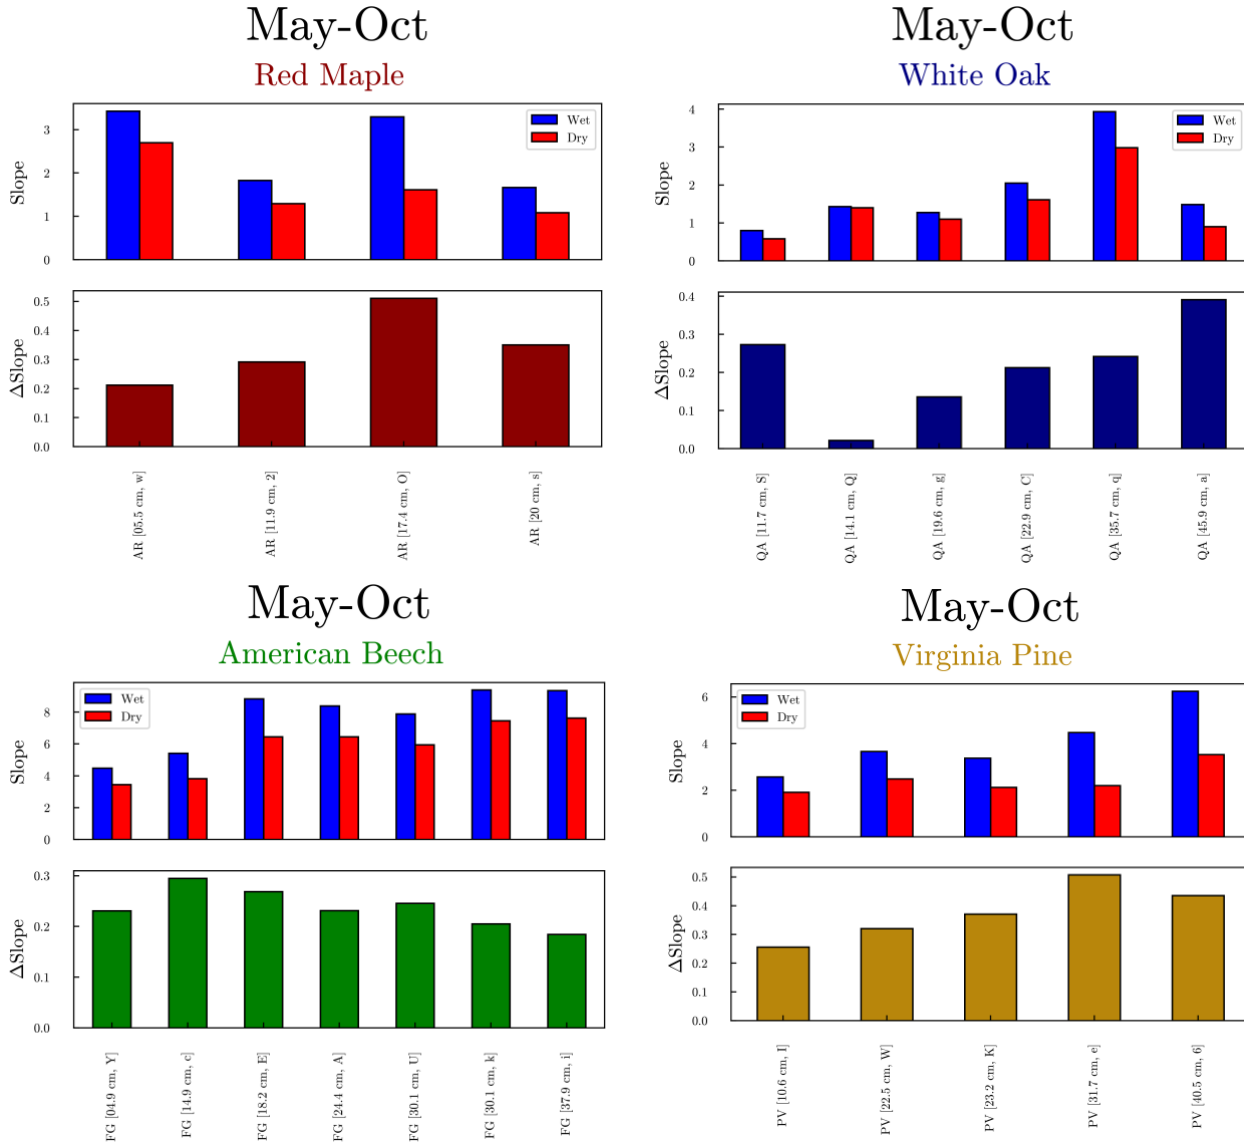 May-Oct
Red Maple
Slope
3
2
1
0
Wet
Dry
ΔSlope
0.5
0.4
0.3
0.2
0.1
0.0
AR [05.5 cm, w]
AR [11.9 cm, 2]
AR [17.4 cm, O]
AR [20 cm, s]
May-Oct
White Oak
Slope
4
3
2
1
0
Wet
Dry
ΔSlope
0.4
0.3
0.2
0.1
0.0
QA [11.7 cm, S]
QA [14.1 cm, Q]
QA [19.6 cm, g]
QA [22.9 cm, C]
QA [35.7 cm, q]
QA [45.9 cm, a]
May-Oct
American Beech
Slope
8
6
4
2
0
Wet
Dry
ΔSlope
0.3
0.2
0.1
0.0
FG [04.9 cm, Y]
FG [14.9 cm, c]
FG [18.2 cm, E]
FG [24.4 cm, A]
FG [30.1 cm, U]
FG [30.1 cm, k]
FG [37.9 cm, i]
May-Oct
Virginia Pine
Slope
6
4
2
0
Wet
Dry
ΔSlope
0.5
0.4
0.3
0.2
0.1
0.0
PV [10.6 cm, I]
PV [22.5 cm, W]
PV [23.2 cm, K]
PV [31.7 cm, e]
PV [40.5 cm, 6]